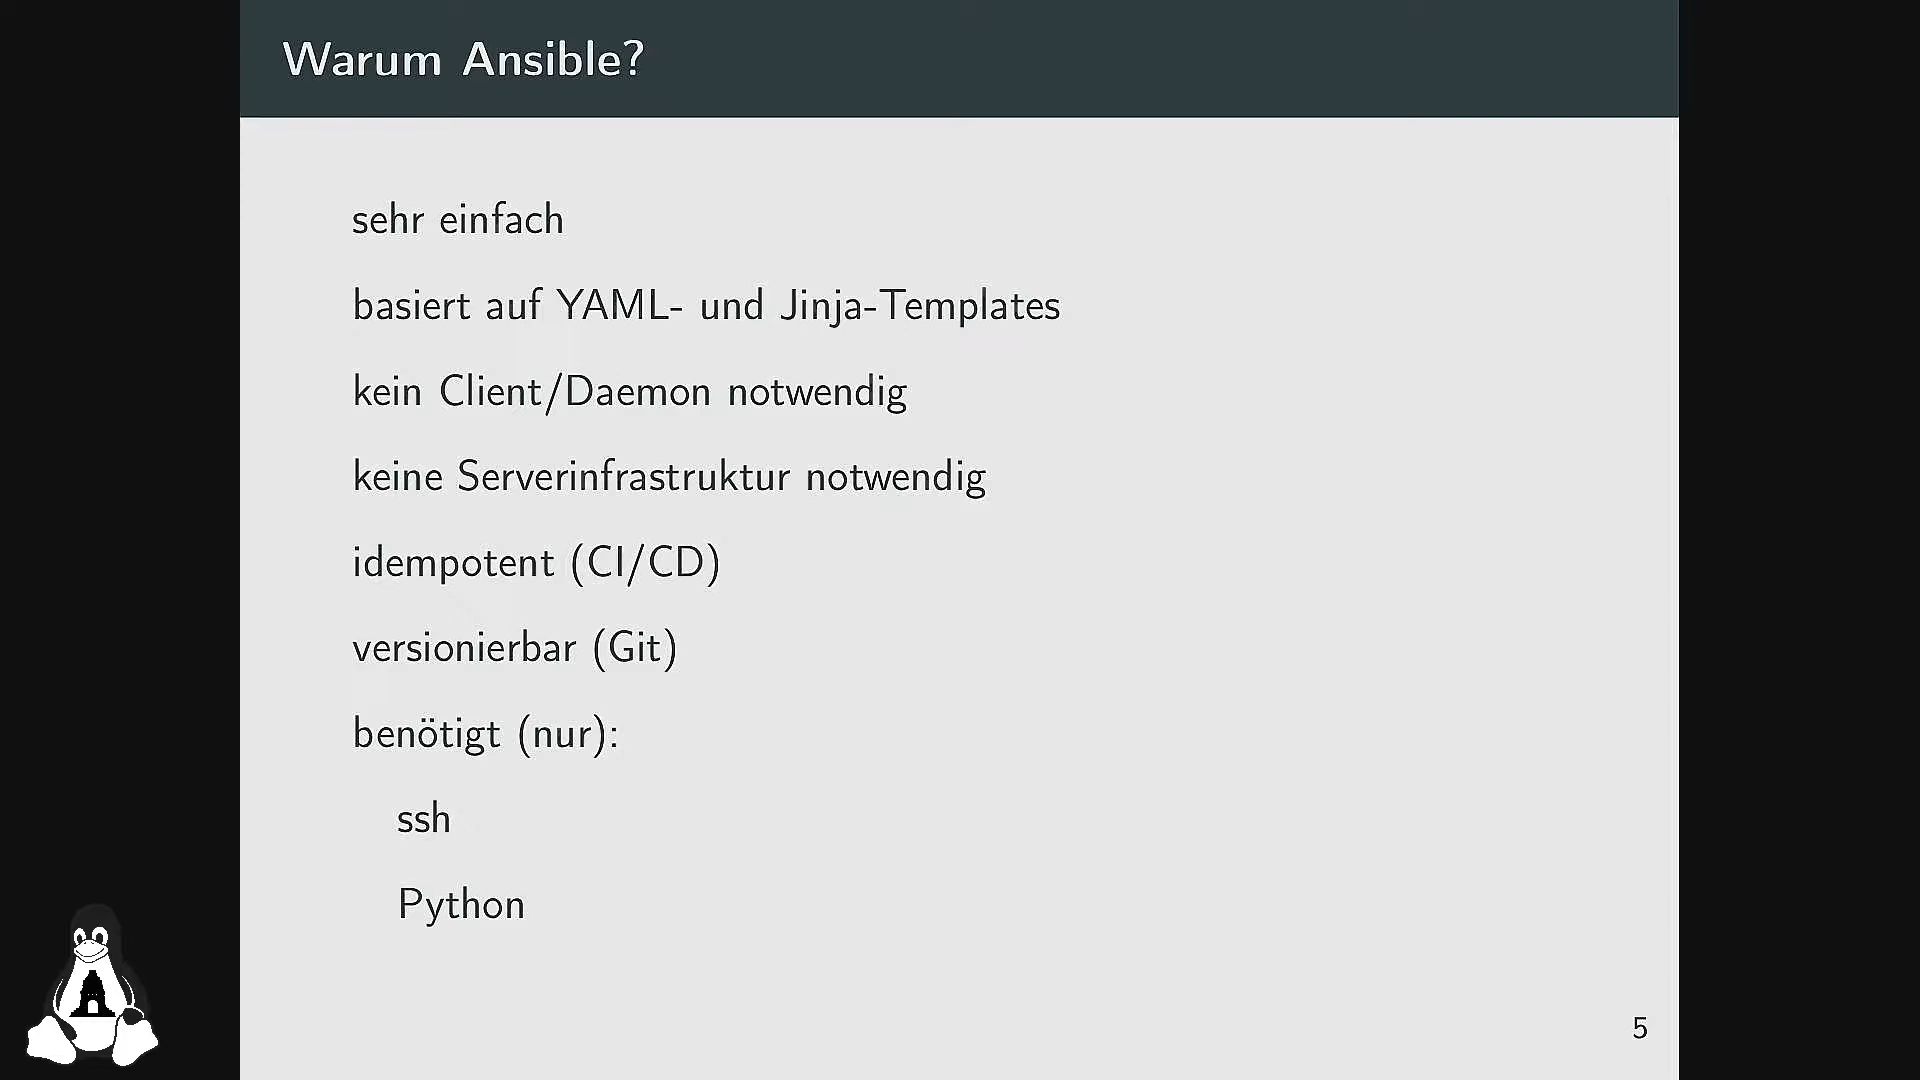 Warum Ansible?
sehr einfach
basiert auf YAML- und Jinja-Templates
kein Client/Daemon notwendig
keine Serverinfrastruktur notwendig
idempotent (CI/CD)
versionierbar (Git)
benötigt (nur):
ssh
Python
5